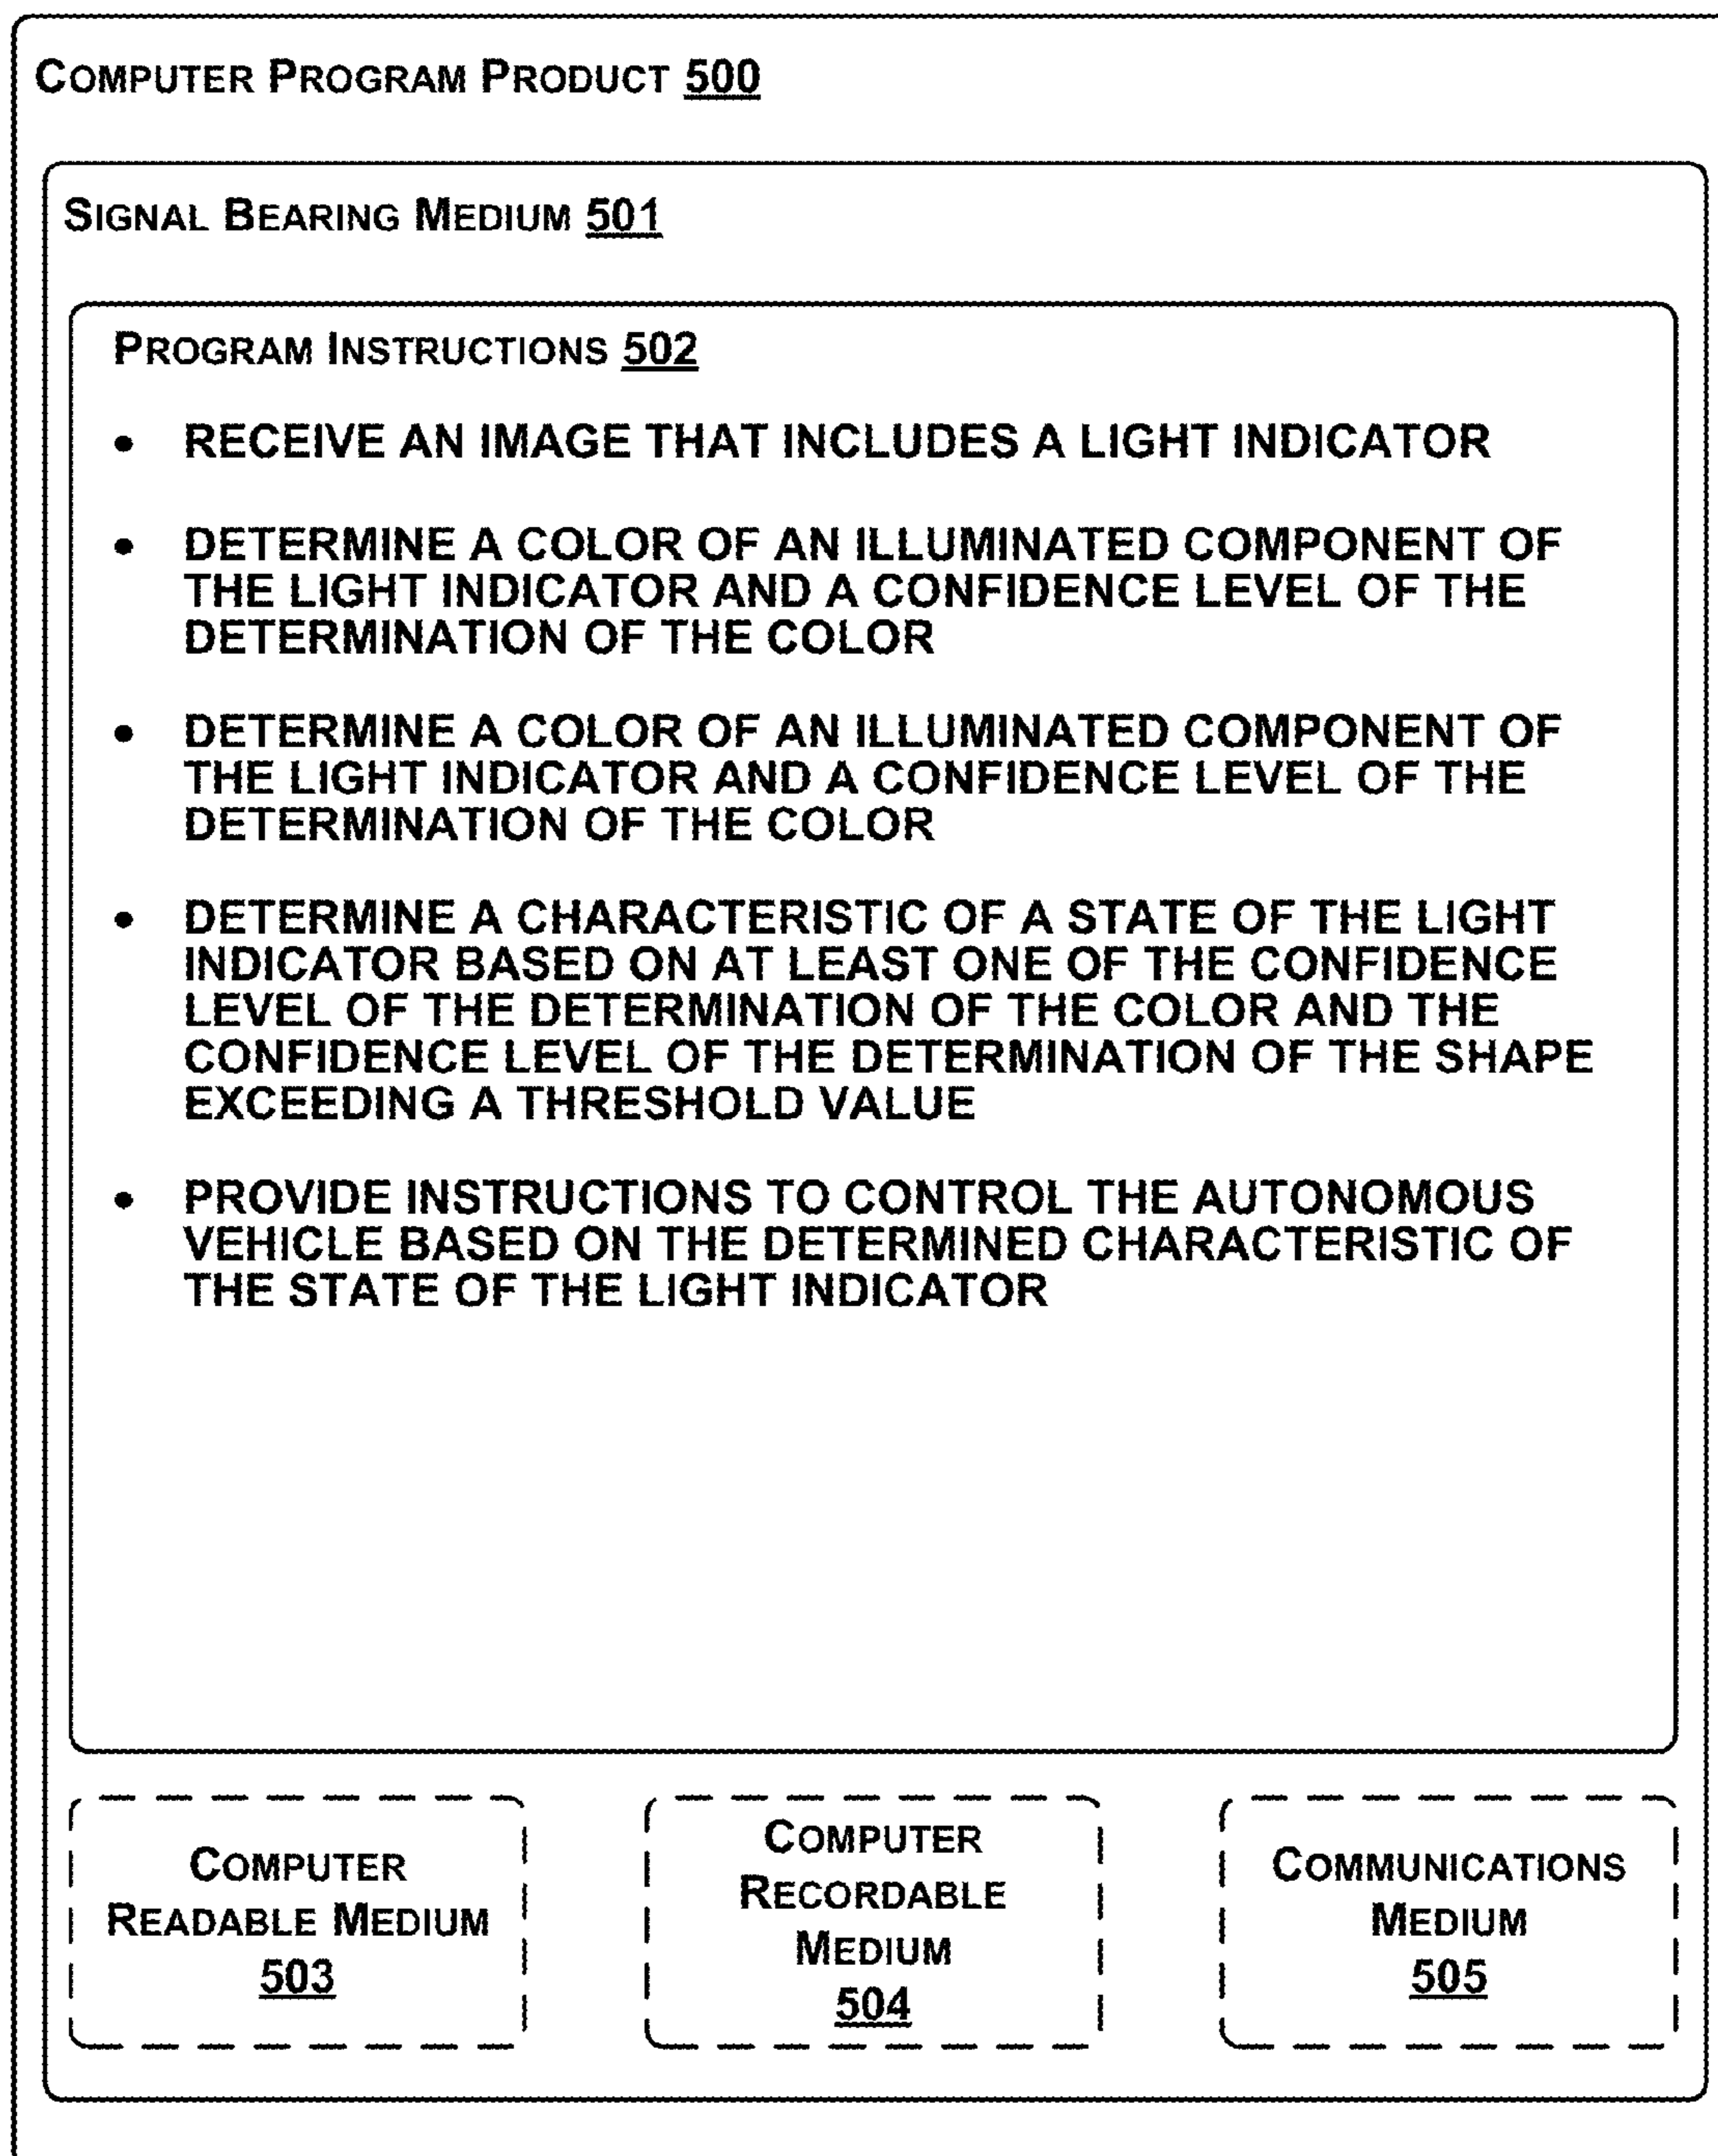 COMPUTER PROGRAM PRODUCT 500
SIGNAL BEARING MEDIUM 501
PROGRAM INSTRUCTIONS 502
• RECEIVE AN IMAGE THAT INCLUDES A LIGHT INDICATOR
• DETERMINE A COLOR OF AN ILLUMINATED COMPONENT OF
THE LIGHT INDICATOR AND A CONFIDENCE LEVEL OF THE
DETERMINATION OF THE COLOR
• DETERMINE A COLOR OF AN ILLUMINATED COMPONENT OF
THE LIGHT INDICATOR AND A CONFIDENCE LEVEL OF THE
DETERMINATION OF THE COLOR
• DETERMINE A CHARACTERISTIC OF A STATE OF THE LIGHT
INDICATOR BASED ON AT LEAST ONE OF THE CONFIDENCE
LEVEL OF THE DETERMINATION OF THE COLOR AND THE
CONFIDENCE LEVEL OF THE DETERMINATION OF THE SHAPE
EXCEEDING A THRESHOLD VALUE
• PROVIDE INSTRUCTIONS TO CONTROL THE AUTONOMOUS
VEHICLE BASED ON THE DETERMINED CHARACTERISTIC OF
THE STATE OF THE LIGHT INDICATOR
COMPUTER
READABLE MEDIUM
503
COMPUTER
RECORDABLE
MEDIUM
504
COMMUNICATIONS
MEDIUM
505